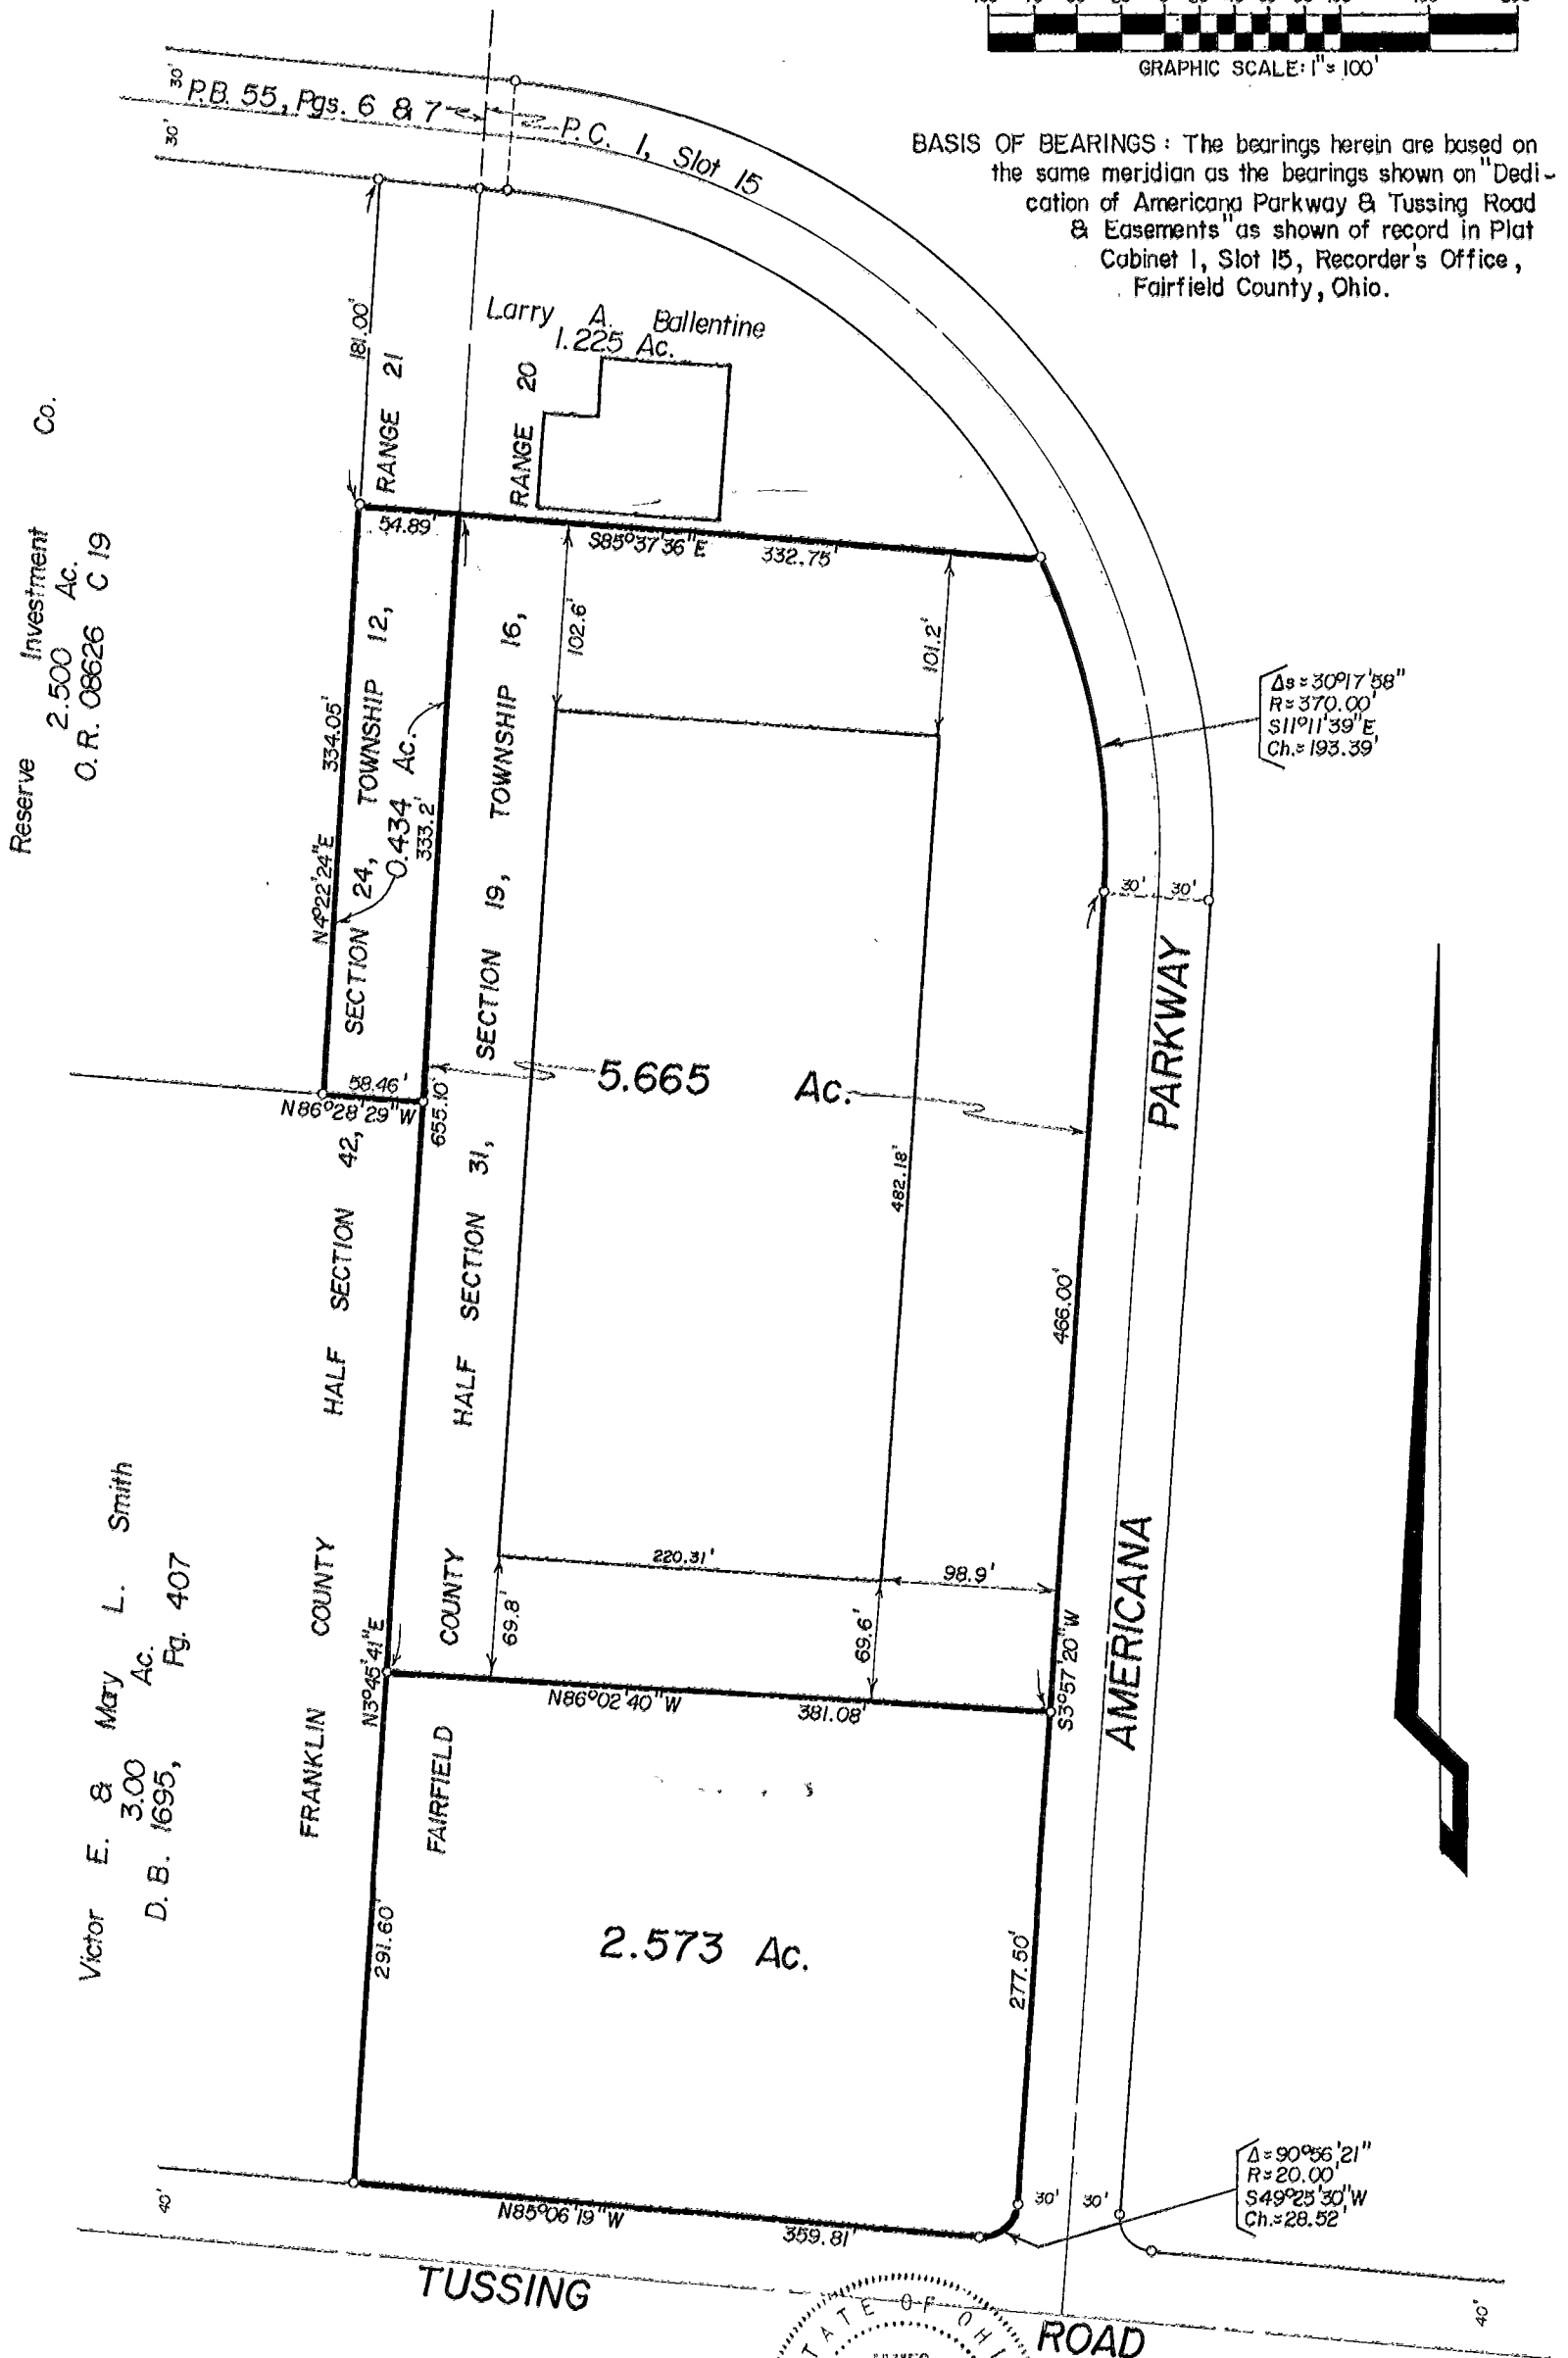 GRAPHIC SCALE: 1" = 100'
BASIS OF BEARINGS : The bearings herein are based on
the same meridian as the bearings shown on "Dedi-
cation of Americana Parkway & Tussing Road
& Easements" as shown of record in Plat
Cabinet 1, Slot 15, Recorder's Office,
Fairfield County, Ohio.
30'
P.B. 55, Pgs. 6 & 7
30'
P.C. 1, Slot 15
Larry A. Ballentine
1.225 Ac.
181.00'
RANGE 21
RANGE 20
Reserve Investment Co.
2.500 Ac.
O.R. 08626 C 19
54.89'
S85°37'36"E 332.75'
102.6'
101.2'
Δs = 30°17'58"
R = 370.00'
S11°11'39"E
Ch. = 193.39'
N4°22'24"E 334.05'
SECTION 24, TOWNSHIP 12,
0.434 Ac.
333.2'
SECTION 19, TOWNSHIP 16,
30' 30'
5.665 Ac.
58.46'
N86°28'29"W
655.10'
HALF SECTION 42,
HALF SECTION 31,
482.18'
466.00'
AMERICANA PARKWAY
Victor E. & Mary L. Smith
3.00 Ac.
D.B. 1695, Pg. 407
220.31'
98.9'
69.8'
69.6'
N3°45'41"E
S3°57'20"W
N86°02'40"W 381.08'
FRANKLIN COUNTY
FAIRFIELD COUNTY
291.60'
2.573 Ac.
277.50'
Δ = 90°56'21"
R = 20.00'
S49°25'30"W
Ch. = 28.52'
30' 30'
40'
N85°06'19"W 359.81'
TUSSING ROAD
40'
STATE OF OHI